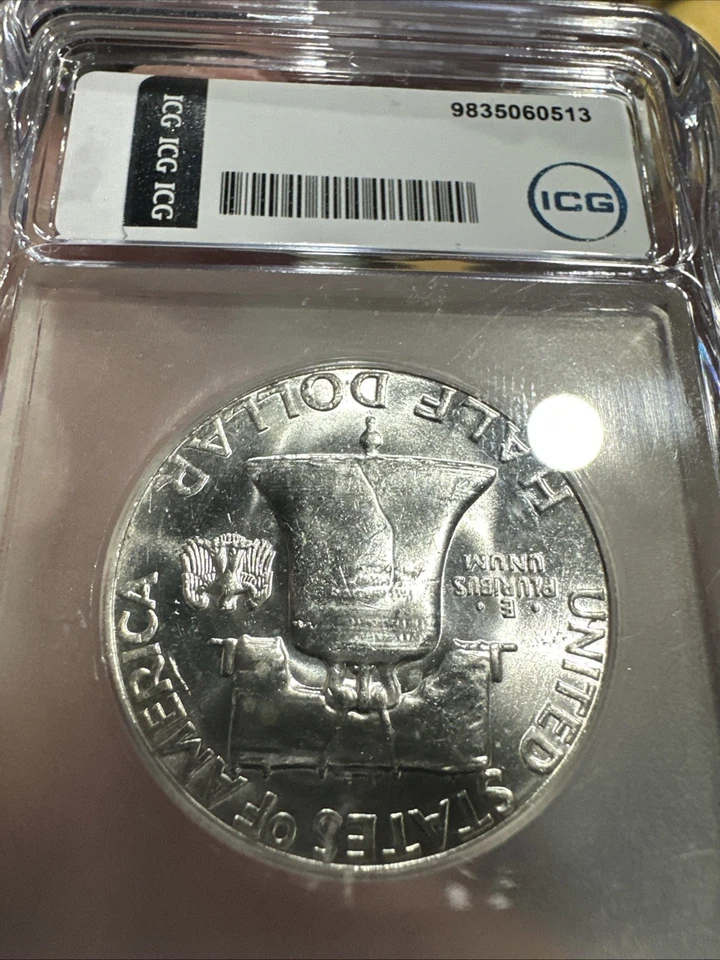 9835060513
ICG ICG ICG
ICG
UNITED STATES OF AMERICA
E
PLURIBUS
UNUM
HALF DOLLAR